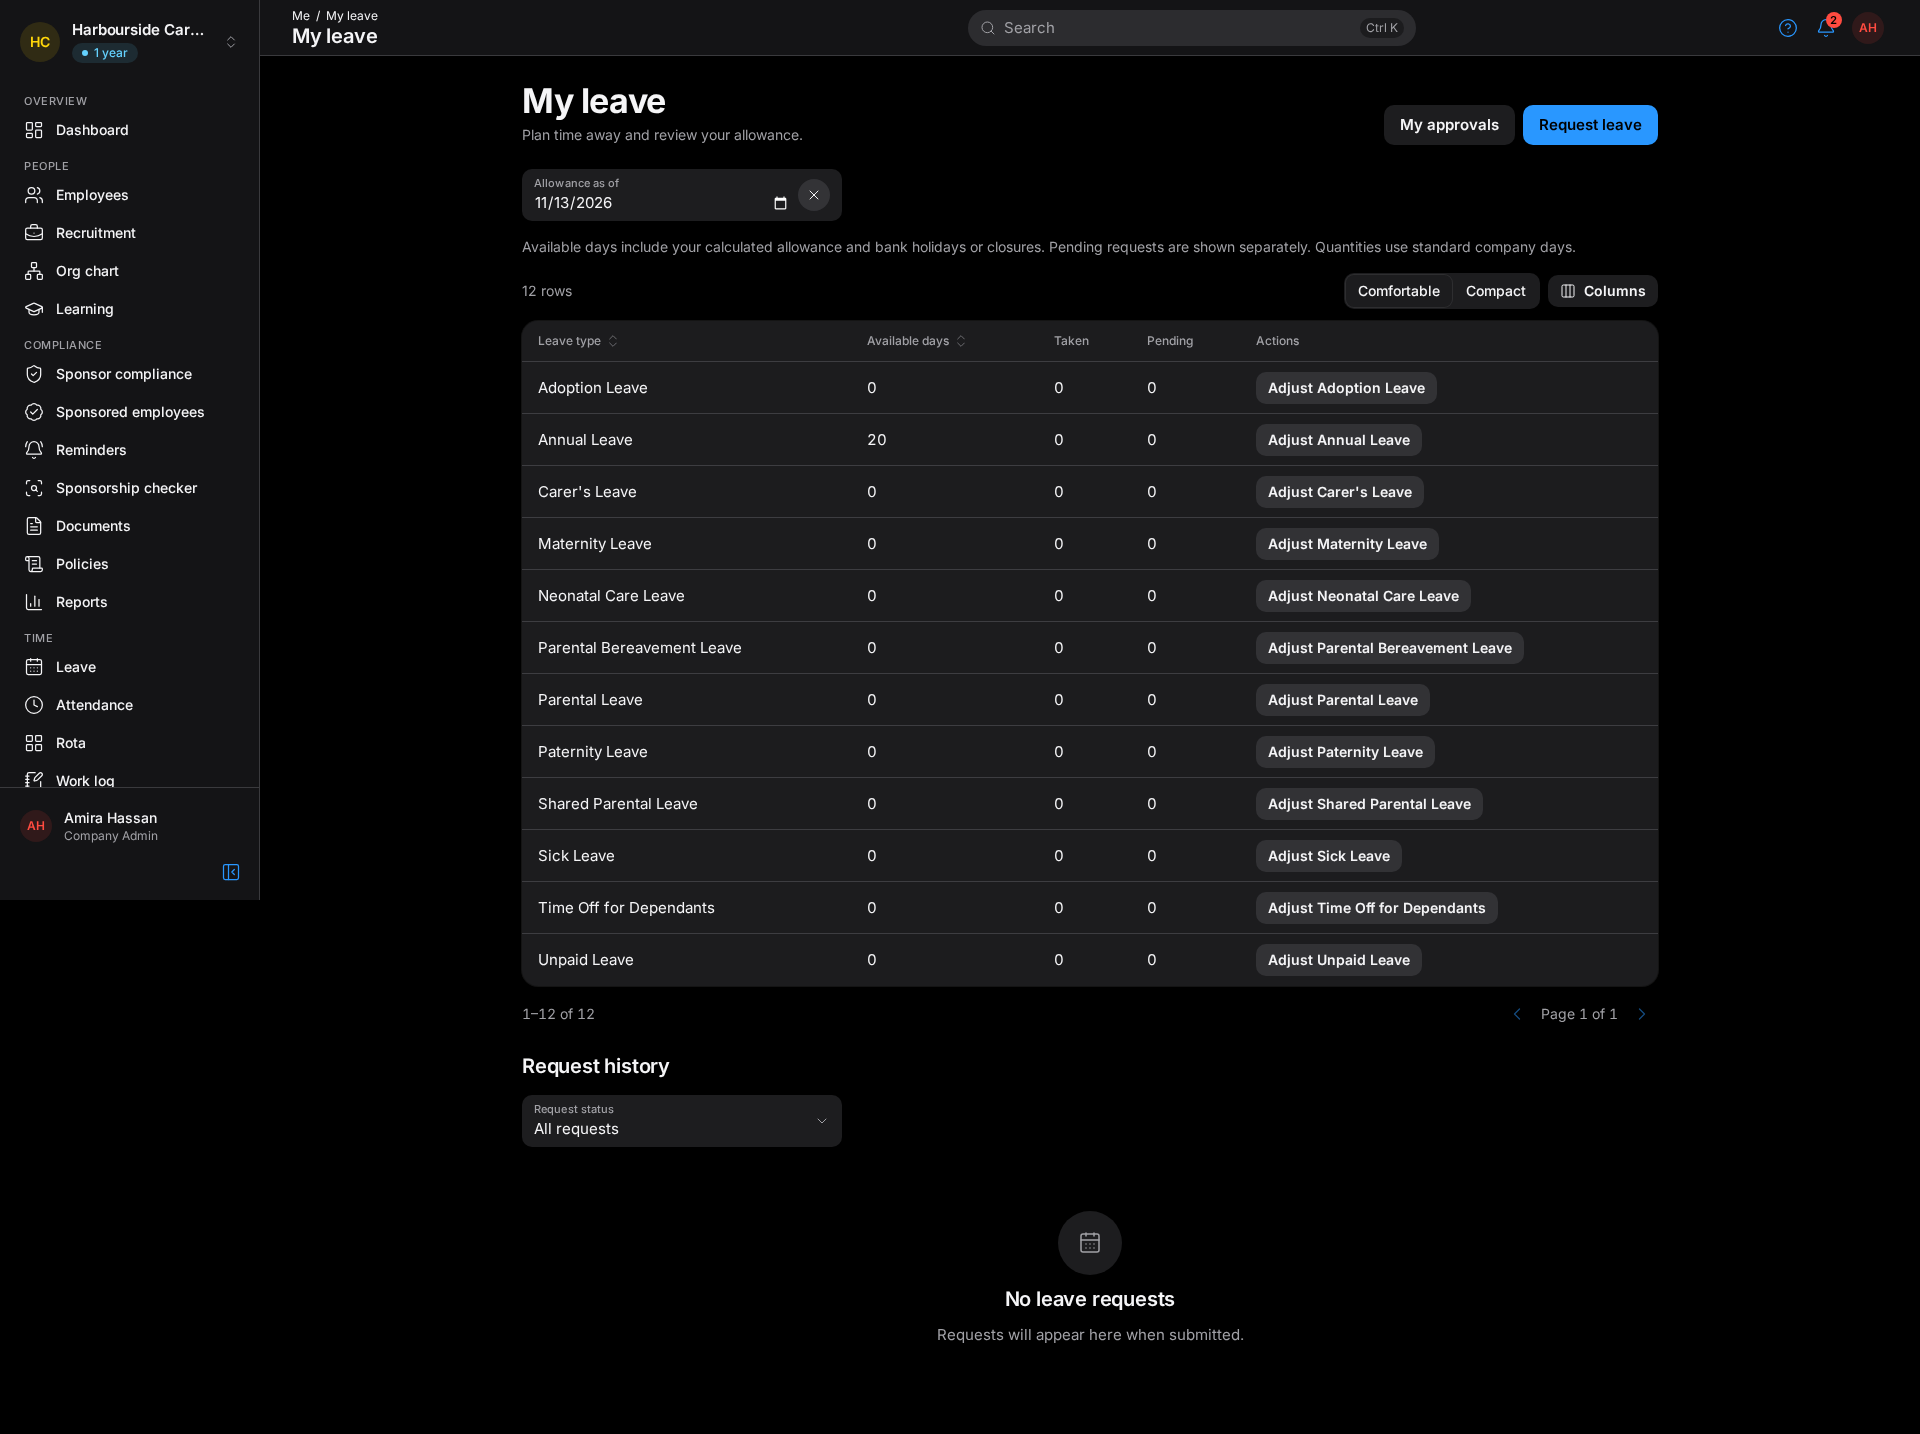 HC
Harbourside Car...
1 year
OVERVIEW
Dashboard
PEOPLE
Employees
Recruitment
Org chart
Learning
COMPLIANCE
Sponsor compliance
Sponsored employees
Reminders
Sponsorship checker
Documents
Policies
Reports
TIME
Leave
Attendance
Rota
Work log
AH
Amira Hassan
Company Admin
Me / My leave
My leave
Search
Ctrl K
2
AH
My leave
Plan time away and review your allowance.
My approvals
Request leave
Allowance as of
11/13/2026
Available days include your calculated allowance and bank holidays or closures. Pending requests are shown separately. Quantities use standard company days.
12 rows
Comfortable
Compact
Columns
Leave type Available days Taken Pending Actions
Adoption Leave 0 0 0 Adjust Adoption Leave
Annual Leave 20 0 0 Adjust Annual Leave
Carer's Leave 0 0 0 Adjust Carer's Leave
Maternity Leave 0 0 0 Adjust Maternity Leave
Neonatal Care Leave 0 0 0 Adjust Neonatal Care Leave
Parental Bereavement Leave 0 0 0 Adjust Parental Bereavement Leave
Parental Leave 0 0 0 Adjust Parental Leave
Paternity Leave 0 0 0 Adjust Paternity Leave
Shared Parental Leave 0 0 0 Adjust Shared Parental Leave
Sick Leave 0 0 0 Adjust Sick Leave
Time Off for Dependants 0 0 0 Adjust Time Off for Dependants
Unpaid Leave 0 0 0 Adjust Unpaid Leave
1–12 of 12
Page 1 of 1
Request history
Request status
All requests
No leave requests
Requests will appear here when submitted.